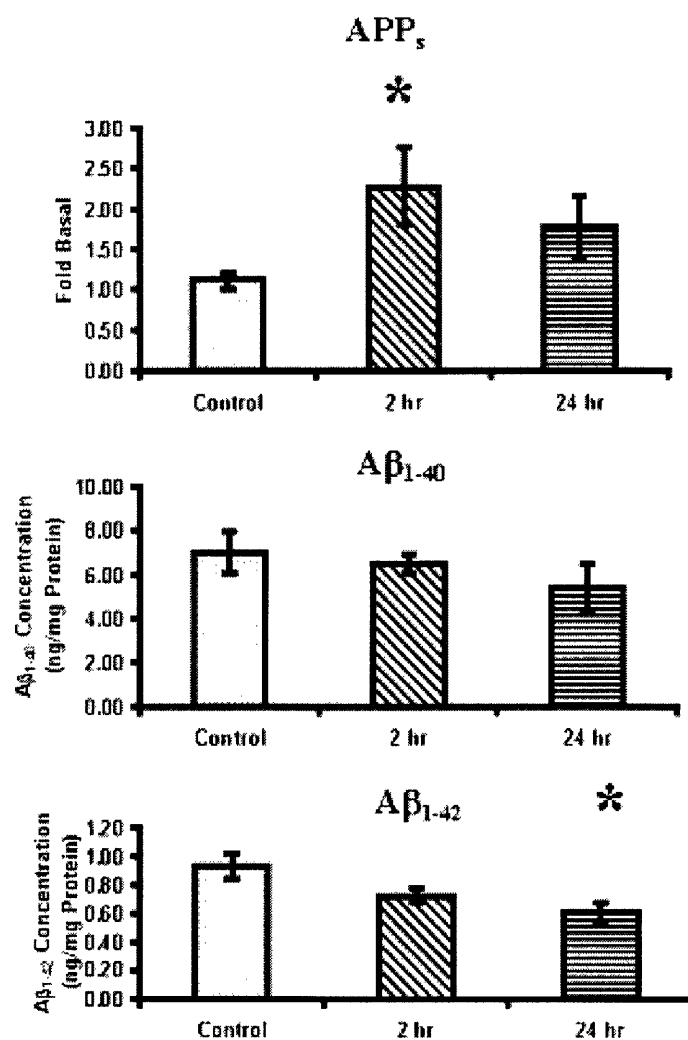 APPs
*
3.00
2.50
2.00
1.50
1.00
0.50
0.00
Fold Basal
Control 2 hr 24 hr
Aβ1-40
10.00
8.00
6.00
4.00
2.00
0.00
Aβ1-40 Concentration
(ng/mg Protein)
Control 2 hr 24 hr
Aβ1-42
*
1.20
1.00
0.80
0.60
0.40
0.20
0.00
Aβ1-42 Concentration
(ng/mg Protein)
Control 2 hr 24 hr